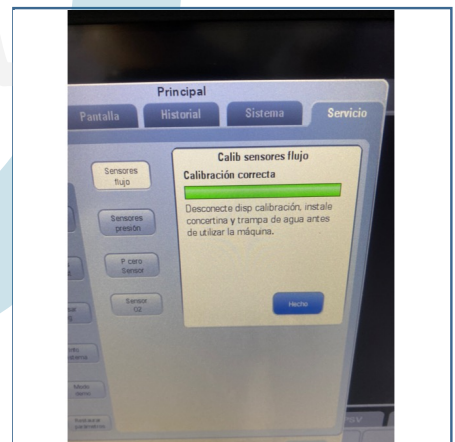 Principal
Pantalla
Historial
Sistema
Servicio
Sensores
flujo
Sensores
presión
P cero
Sensor
Sensor
O2
Calib sensores flujo
Calibración correcta
Desconecte disp calibración, instale
concertina y trampa de agua antes
de utilizar la máquina.
Hecho
PSV